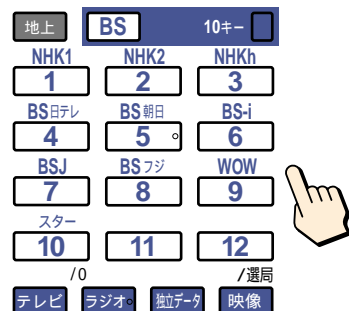 地上 BS 10キー
NHK1 NHK2 NHKh
1 2 3
BS日テレ BS朝日 BS-i
4 5 6
BSJ BSフジ WOW
7 8 9
スター
10 11 12
/0 /選局
テレビ ラジオ 独立データ 映像